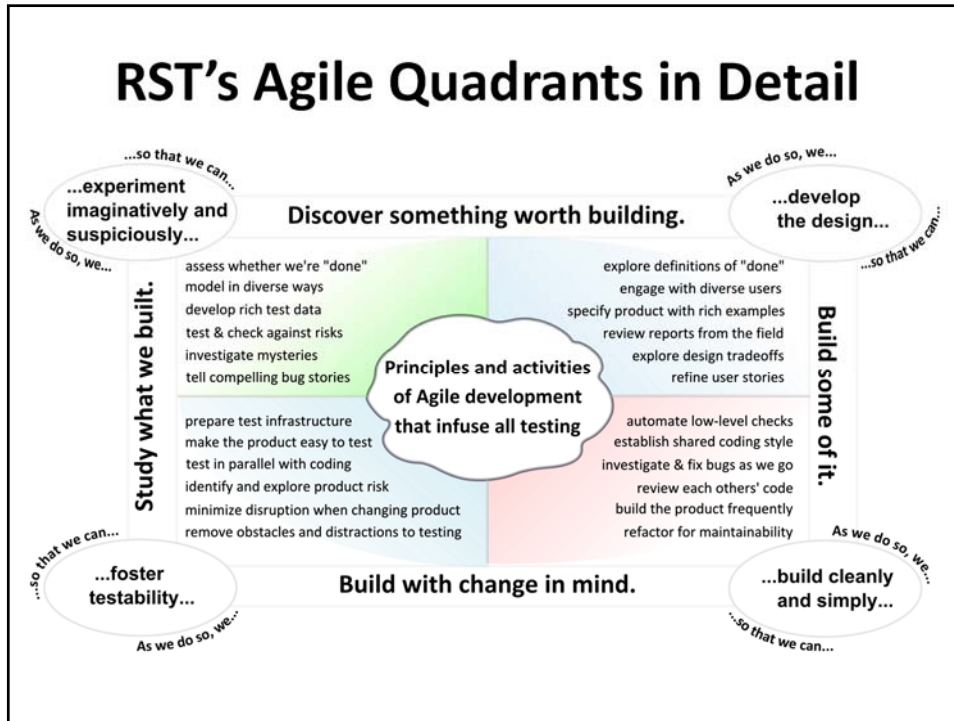 RST's Agile Quadrants in Detail
...so that we can...
...experiment
imaginatively and
suspiciously...
As we do so, we...
Discover something worth building.
As we do so, we...
...develop
the design...
...so that we can...
Study what we built.
assess whether we're "done"
model in diverse ways
develop rich test data
test & check against risks
investigate mysteries
tell compelling bug stories
explore definitions of "done"
engage with diverse users
specify product with rich examples
review reports from the field
explore design tradeoffs
refine user stories
Build some of it.
Principles and activities
of Agile development
that infuse all testing
prepare test infrastructure
make the product easy to test
test in parallel with coding
identify and explore product risk
minimize disruption when changing product
remove obstacles and distractions to testing
automate low-level checks
establish shared coding style
investigate & fix bugs as we go
review each others' code
build the product frequently
refactor for maintainability
...so that we can...
...foster
testability...
As we do so, we...
Build with change in mind.
As we do so, we...
...build cleanly
and simply...
...so that we can...